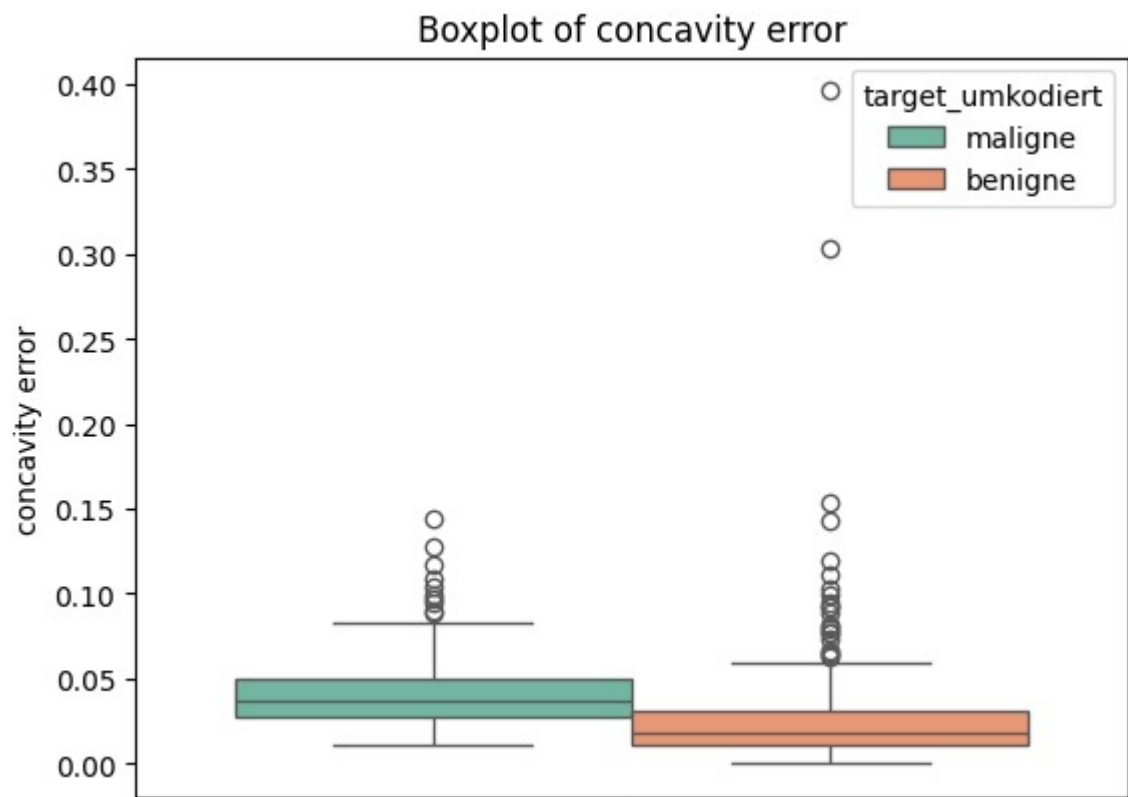 Boxplot of concavity error
target_umkodiert
maligne
benigne
concavity error
0.40
0.35
0.30
0.25
0.20
0.15
0.10
0.05
0.00